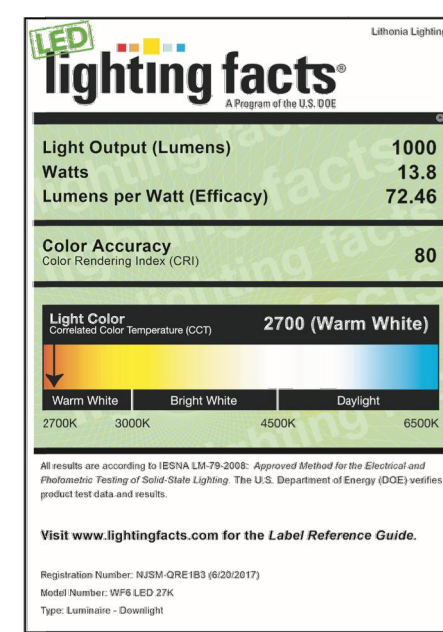 Lithonia Lighting
LED
lighting facts®
A Program of the U.S. DOE
Light Output (Lumens) 1000
Watts 13.8
Lumens per Watt (Efficacy) 72.46
Color Accuracy
Color Rendering Index (CRI) 80
Light Color
Correlated Color Temperature (CCT) 2700 (Warm White)
Warm White Bright White Daylight
2700K 3000K 4500K 6500K
All results are according to IESNA LM-79-2008: Approved Method for the Electrical and
Photometric Testing of Solid-State Lighting. The U.S. Department of Energy (DOE) verifies
product test data and results.
Visit www.lightingfacts.com for the Label Reference Guide.
Registration Number: NJSM-QRE1B3 (6/20/2017)
Model Number: WF6 LED 27K
Type: Luminaire - Downlight